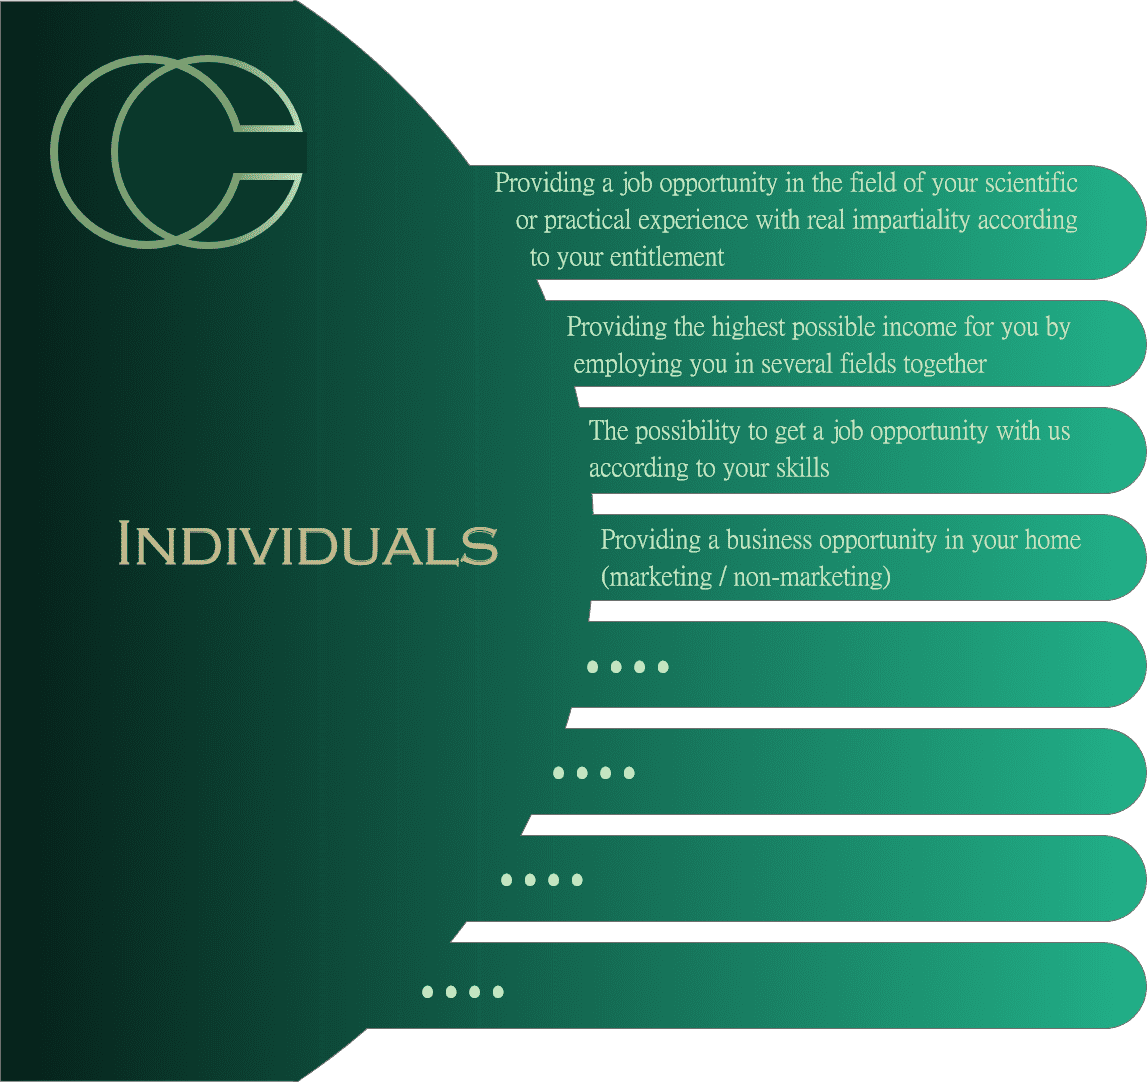 Providing a job opportunity in the field of your scientific
or practical experience with real impartiality according
to your entitlement
Providing the highest possible income for you by
employing you in several fields together
The possibility to get a job opportunity with us
according to your skills
INDIVIDUALS
Providing a business opportunity in your home
(marketing / non-marketing)
• • • •
• • • •
• • • •
• • • •